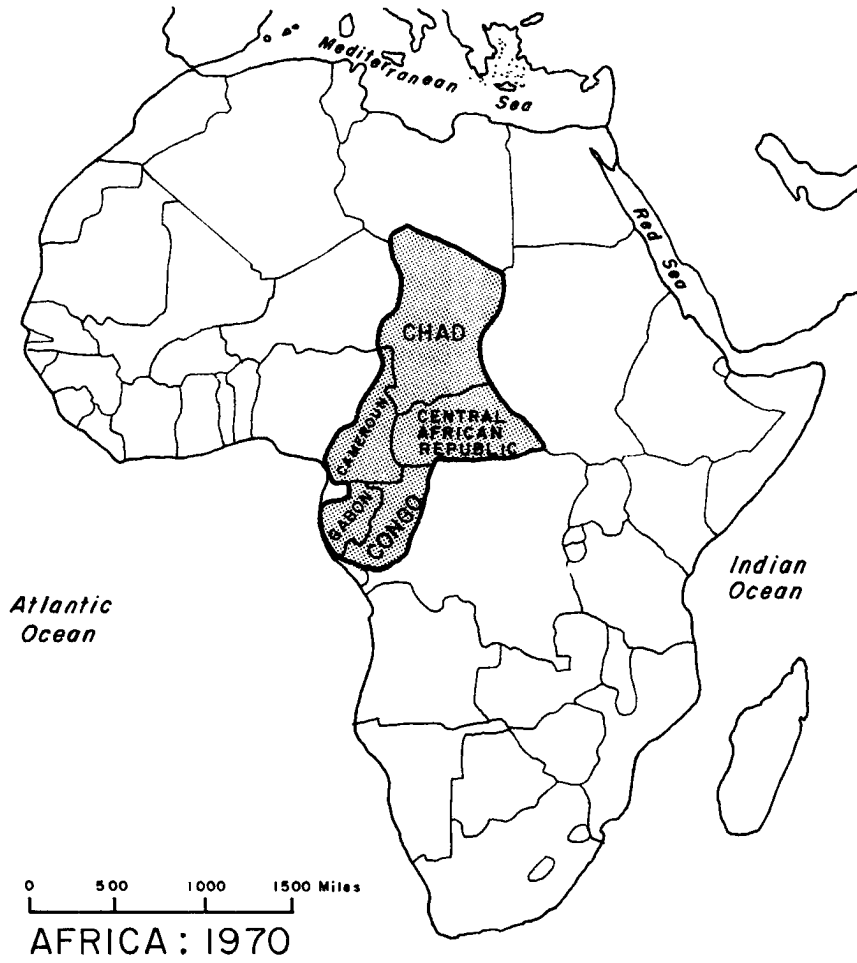 Mediterranean
Sea
Red Sea
CHAD
CENTRAL
AFRICAN
REPUBLIC
CAMEROUN
GABON
CONGO
Indian
Ocean
Atlantic
Ocean
0 500 1000 1500 Miles
AFRICA: 1970